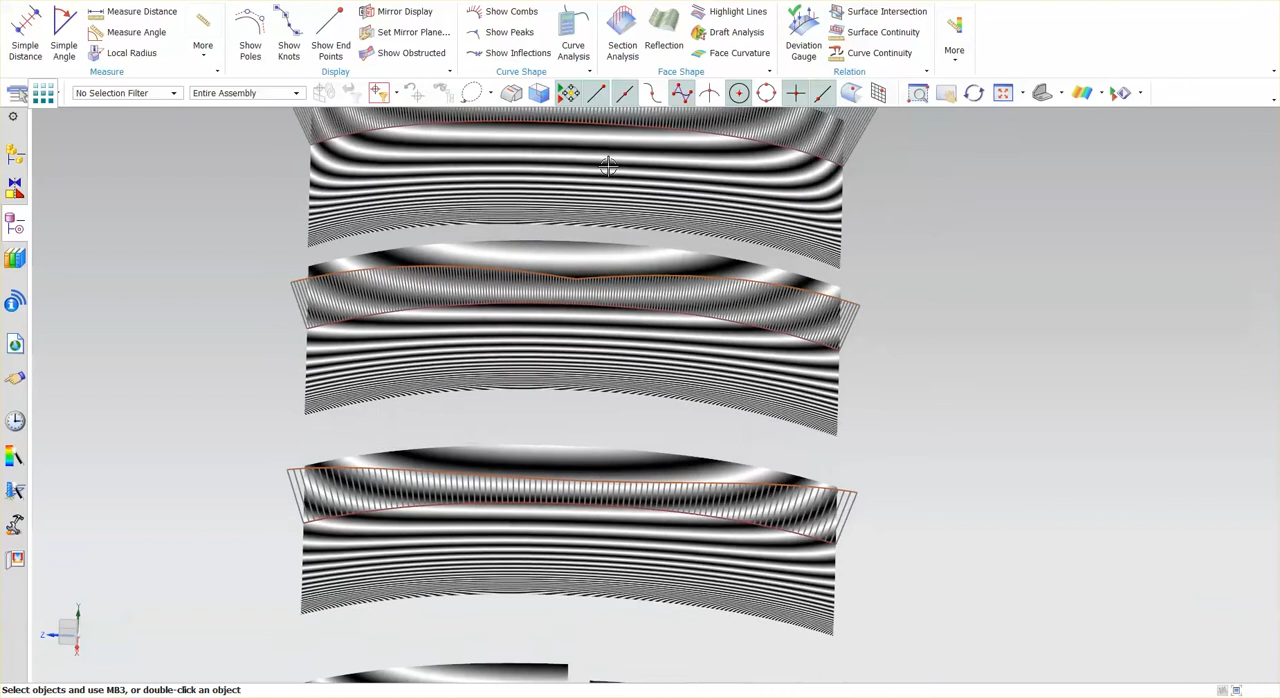 Simple Distance
Simple Angle
Measure Distance
Measure Angle
Local Radius
More
Measure
Show Poles
Show Knots
Show End Points
Mirror Display
Set Mirror Plane...
Show Obstructed
Display
Show Combs
Show Peaks
Show Inflections
Curve Analysis
Curve Shape
Section Analysis
Reflection
Highlight Lines
Draft Analysis
Face Curvature
Face Shape
Deviation Gauge
Surface Intersection
Surface Continuity
Curve Continuity
Relation
More
No Selection Filter
Entire Assembly
Y
Z
X
Select objects and use MB3, or double-click an object